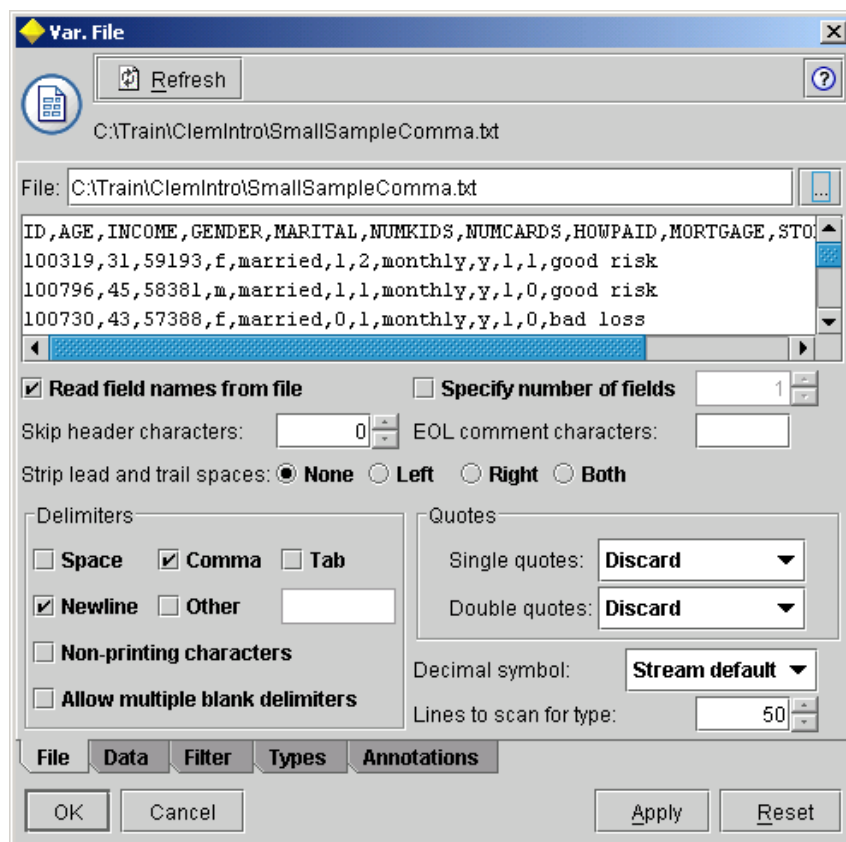 Var. File
Refresh
C:\Train\ClemIntro\SmallSampleComma.txt
File: C:\Train\ClemIntro\SmallSampleComma.txt ...
ID,AGE,INCOME,GENDER,MARITAL,NUMKIDS,NUMCARDS,HOWPAID,MORTGAGE,STO
100319,31,59193,f,married,1,2,monthly,y,1,1,good risk
100796,45,58381,m,married,1,1,monthly,y,1,0,good risk
100730,43,57388,f,married,0,1,monthly,y,1,0,bad loss
Read field names from file Specify number of fields 1
Skip header characters: 0 EOL comment characters:
Strip lead and trail spaces: None Left Right Both
Delimiters Quotes
Space Comma Tab Single quotes: Discard
Newline Other Double quotes: Discard
Non-printing characters
Decimal symbol: Stream default
Allow multiple blank delimiters
Lines to scan for type: 50
File Data Filter Types Annotations
OK Cancel Apply Reset